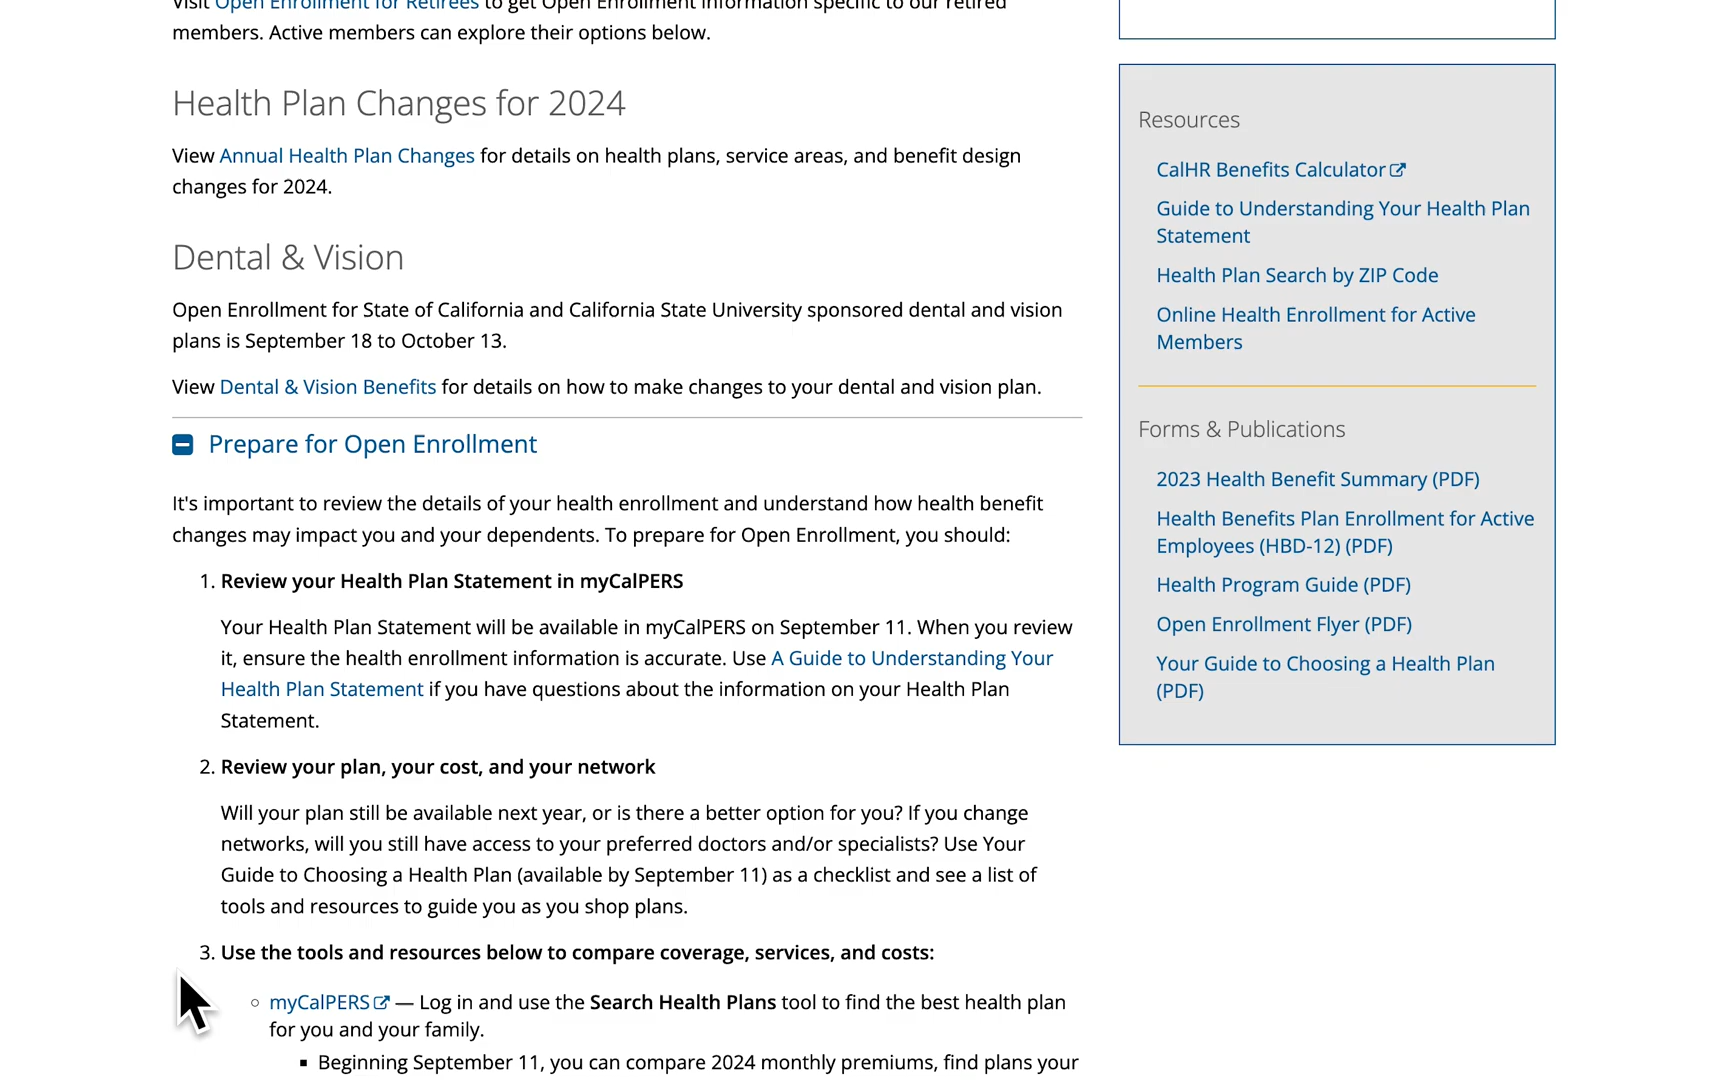 Visit Open Enrollment for Retirees to get Open Enrollment information specific to our retired
members. Active members can explore their options below.
Health Plan Changes for 2024
View Annual Health Plan Changes for details on health plans, service areas, and benefit design
changes for 2024.
Dental & Vision
Open Enrollment for State of California and California State University sponsored dental and vision
plans is September 18 to October 13.
View Dental & Vision Benefits for details on how to make changes to your dental and vision plan.
Prepare for Open Enrollment
It's important to review the details of your health enrollment and understand how health benefit
changes may impact you and your dependents. To prepare for Open Enrollment, you should:
1. Review your Health Plan Statement in myCalPERS
Your Health Plan Statement will be available in myCalPERS on September 11. When you review
it, ensure the health enrollment information is accurate. Use A Guide to Understanding Your
Health Plan Statement if you have questions about the information on your Health Plan
Statement.
2. Review your plan, your cost, and your network
Will your plan still be available next year, or is there a better option for you? If you change
networks, will you still have access to your preferred doctors and/or specialists? Use Your
Guide to Choosing a Health Plan (available by September 11) as a checklist and see a list of
tools and resources to guide you as you shop plans.
3. Use the tools and resources below to compare coverage, services, and costs:
myCalPERS — Log in and use the Search Health Plans tool to find the best health plan
for you and your family.
Beginning September 11, you can compare 2024 monthly premiums, find plans your
Resources
CalHR Benefits Calculator
Guide to Understanding Your Health Plan
Statement
Health Plan Search by ZIP Code
Online Health Enrollment for Active
Members
Forms & Publications
2023 Health Benefit Summary (PDF)
Health Benefits Plan Enrollment for Active
Employees (HBD-12) (PDF)
Health Program Guide (PDF)
Open Enrollment Flyer (PDF)
Your Guide to Choosing a Health Plan
(PDF)